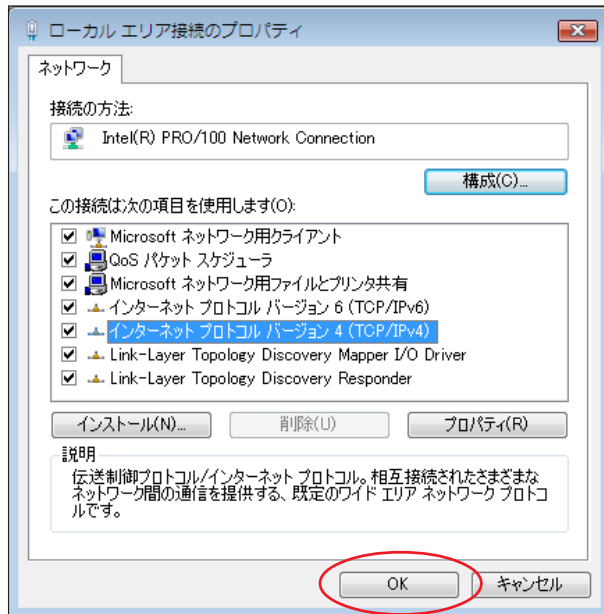 ローカル エリア接続のプロパティ
ネットワーク
接続の方法:
Intel(R) PRO/100 Network Connection
構成(C)...
この接続は次の項目を使用します(O):
Microsoft ネットワーク用クライアント
QoS パケット スケジューラ
Microsoft ネットワーク用ファイルとプリンタ共有
インターネット プロトコル バージョン 6 (TCP/IPv6)
インターネット プロトコル バージョン 4 (TCP/IPv4)
Link-Layer Topology Discovery Mapper I/O Driver
Link-Layer Topology Discovery Responder
インストール(N)... 削除(U) プロパティ(R)
説明
伝送制御プロトコル/インターネット プロトコル。相互接続されたさまざまな
ネットワーク間の通信を提供する、既定のワイド エリア ネットワーク プロトコ
ルです。
OK キャンセル